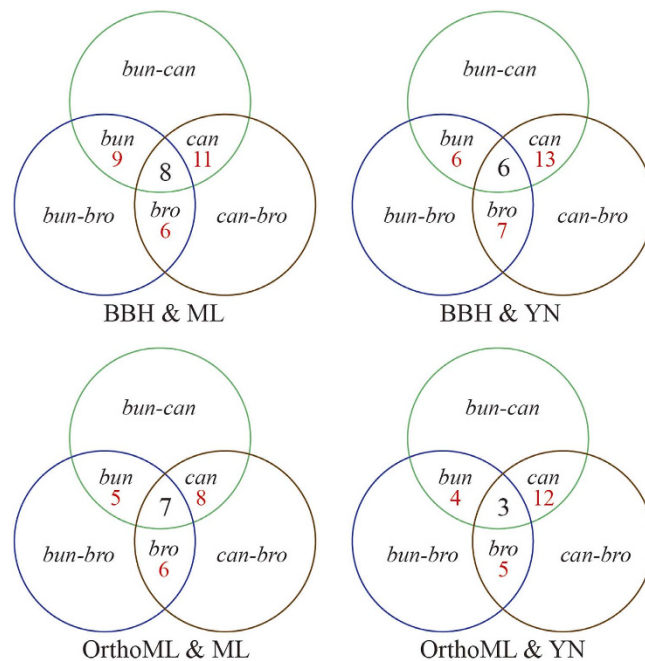 bun-can
bun can
9 8 11
bun-bro bro can-bro
6
BBH & ML
bun-can
bun can
6 6 13
bun-bro bro can-bro
7
BBH & YN
bun-can
bun can
5 7 8
bun-bro bro can-bro
6
OrthoML & ML
bun-can
bun can
4 3 12
bun-bro bro can-bro
5
OrthoML & YN